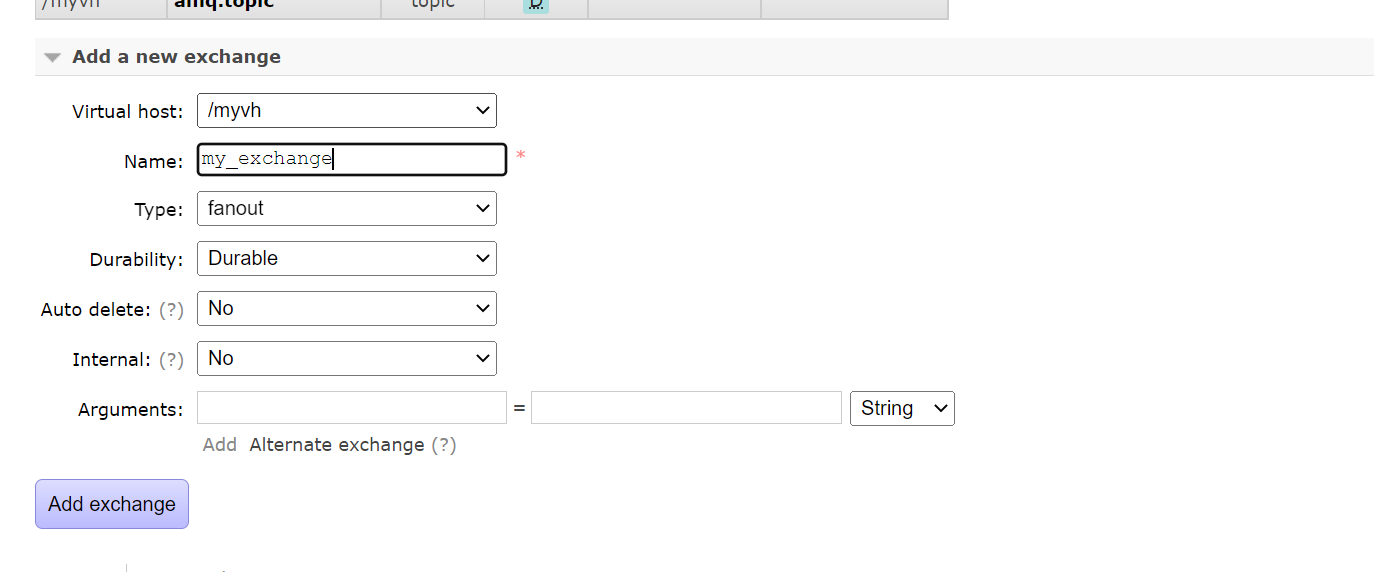 /myvh amq.topic topic D
Add a new exchange
Virtual host: /myvh
Name: my_exchange *
Type: fanout
Durability: Durable
Auto delete: (?) No
Internal: (?) No
Arguments: = String
Add Alternate exchange (?)
Add exchange